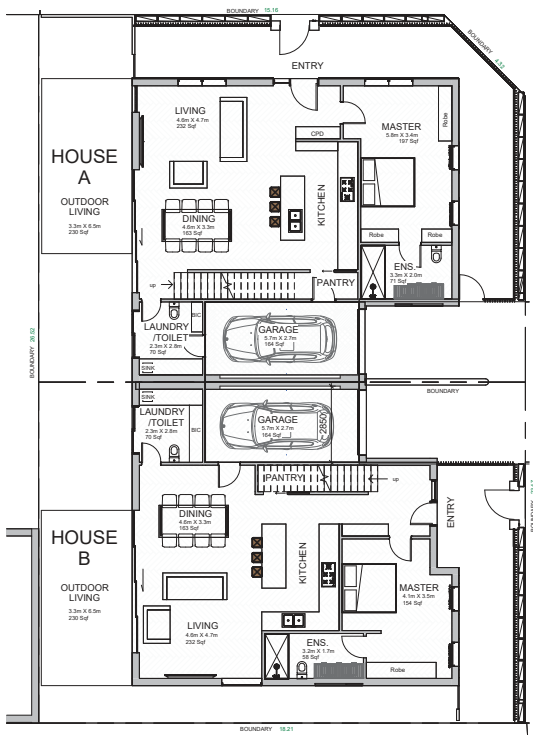 BOUNDARY 15.16
BOUNDARY 4.32
ENTRY
LIVING
4.6m X 4.7m
232 Sqf
MASTER
5.8m X 3.4m
197 Sqf
Robe
CPD
HOUSE
A
OUTDOOR
LIVING
3.3m X 6.5m
230 Sqf
KITCHEN
DINING
4.6m X 3.3m
163 Sqf
Robe
Robe
ENS.
3.3m X 2.0m
71 Sqf
up
PANTRY
LAUNDRY
/TOILET
2.3m X 2.8m
70 Sqf
BIC
GARAGE
5.7m X 2.7m
164 Sqf
SINK
BOUNDARY 26.52
BOUNDARY
SINK
LAUNDRY
/TOILET
2.3m X 2.8m
70 Sqf
BIC
GARAGE
5.7m X 2.7m
164 Sqf
2850
PANTRY
up
DINING
4.6m X 3.3m
163 Sqf
ENTRY
BOUNDARY
HOUSE
B
OUTDOOR
LIVING
3.3m X 6.5m
230 Sqf
KITCHEN
MASTER
4.1m X 3.5m
154 Sqf
LIVING
4.6m X 4.7m
232 Sqf
ENS.
3.2m X 1.7m
58 Sqf
Robe
BOUNDARY 18.21